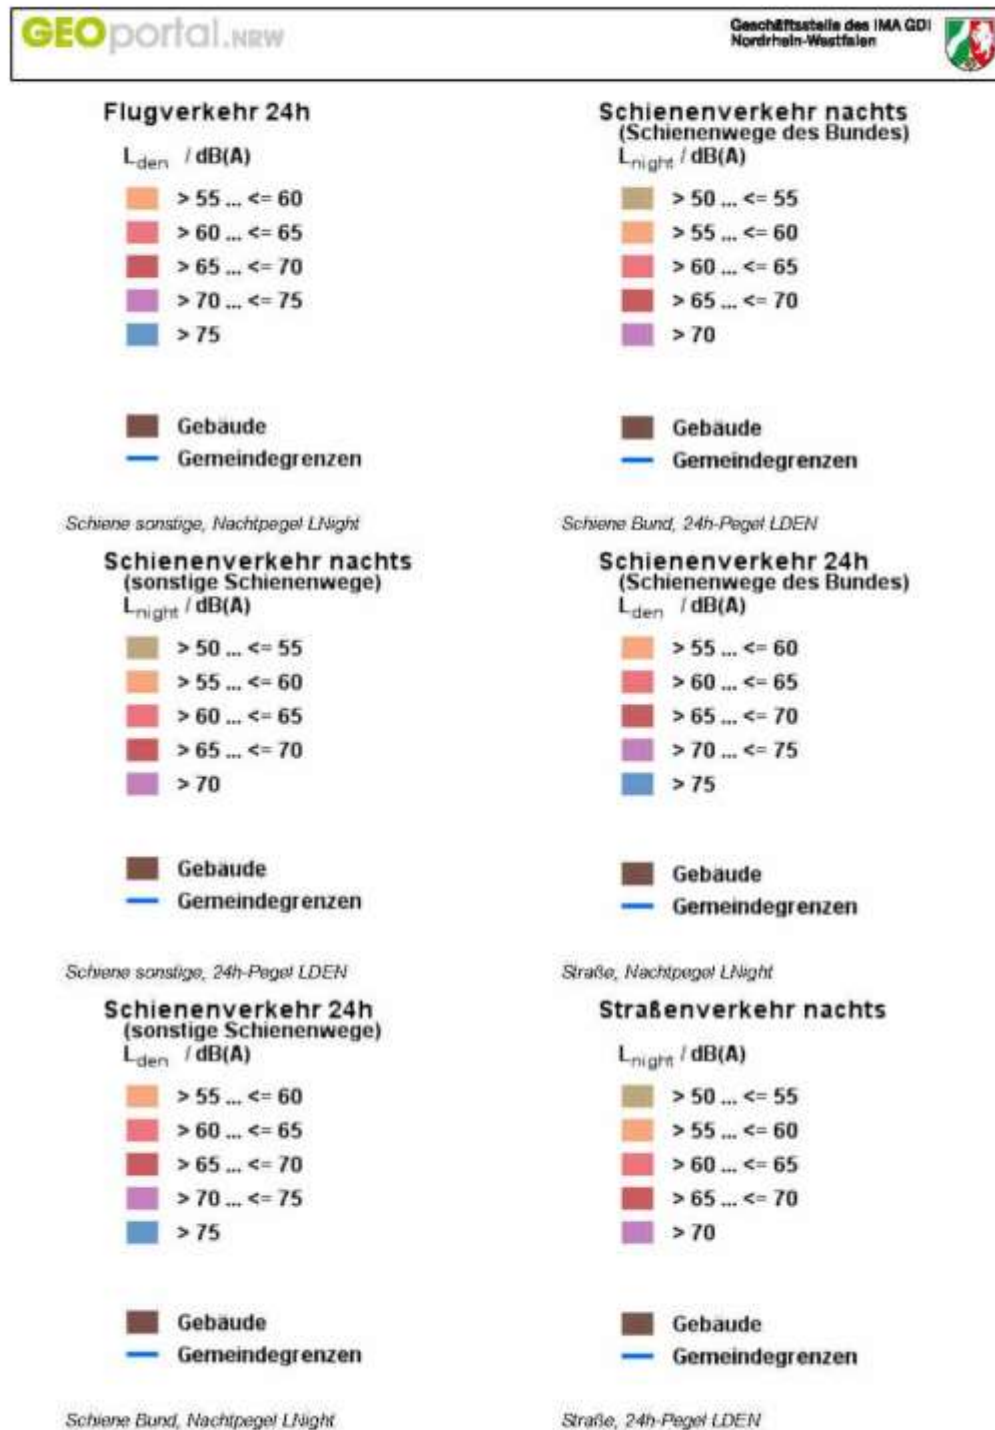 GEOportal.NRW
Geschäftsstelle des IMA GDI
Nordrhein-Westfalen
Flugverkehr 24h
Lden / dB(A)
> 55 ... <= 60
> 60 ... <= 65
> 65 ... <= 70
> 70 ... <= 75
> 75
Gebäude
Gemeindegrenzen
Schiene sonstige, Nachtpegel LNight
Schienenverkehr nachts
(sonstige Schienenwege)
Lnight / dB(A)
> 50 ... <= 55
> 55 ... <= 60
> 60 ... <= 65
> 65 ... <= 70
> 70
Gebäude
Gemeindegrenzen
Schiene sonstige, 24h-Pegel LDEN
Schienenverkehr 24h
(sonstige Schienenwege)
Lden / dB(A)
> 55 ... <= 60
> 60 ... <= 65
> 65 ... <= 70
> 70 ... <= 75
> 75
Gebäude
Gemeindegrenzen
Schiene Bund, Nachtpegel LNight
Schienenverkehr nachts
(Schienenwege des Bundes)
Lnight / dB(A)
> 50 ... <= 55
> 55 ... <= 60
> 60 ... <= 65
> 65 ... <= 70
> 70
Gebäude
Gemeindegrenzen
Schiene Bund, 24h-Pegel LDEN
Schienenverkehr 24h
(Schienenwege des Bundes)
Lden / dB(A)
> 55 ... <= 60
> 60 ... <= 65
> 65 ... <= 70
> 70 ... <= 75
> 75
Gebäude
Gemeindegrenzen
Straße, Nachtpegel LNight
Straßenverkehr nachts
Lnight / dB(A)
> 50 ... <= 55
> 55 ... <= 60
> 60 ... <= 65
> 65 ... <= 70
> 70
Gebäude
Gemeindegrenzen
Straße, 24h-Pegel LDEN